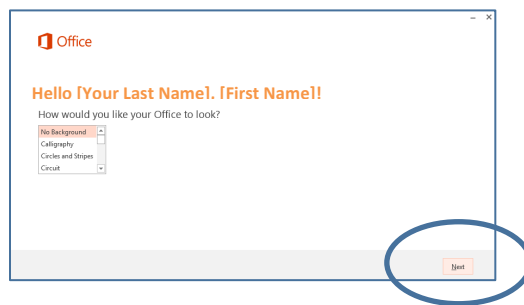 Office
Hello [Your Last Name]. [First Name]!
How would you like your Office to look?
No Background
Calligraphy
Circles and Stripes
Circuit
Next